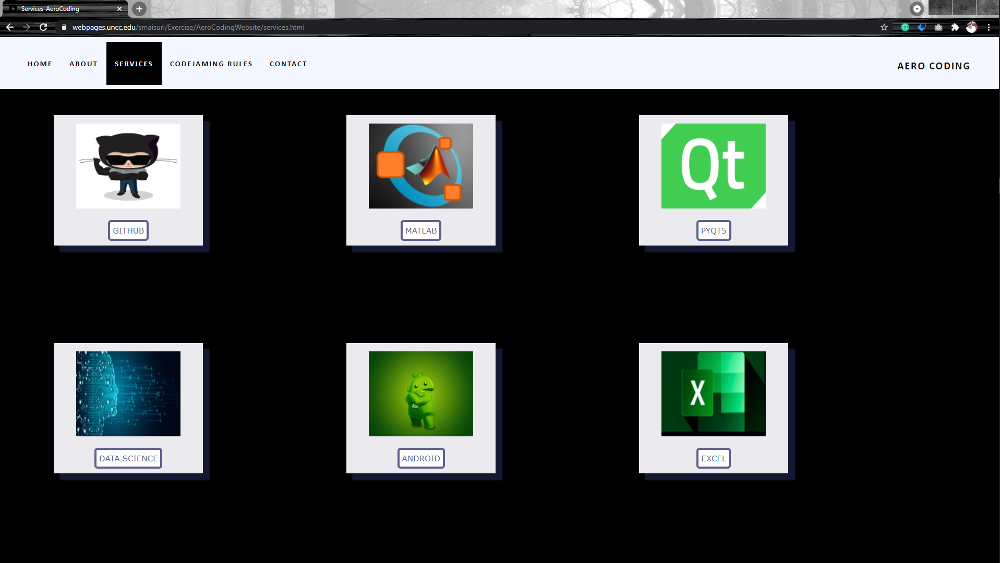 Services-AeroCoding
webpages.uncc.edu/smaisuri/Exercise/AeroCodingWebsite/services.html
HOME
ABOUT
SERVICES
CODEJAMING RULES
CONTACT
AERO CODING
Qt
GITHUB
MATLAB
PYQT5
X
DATA SCIENCE
ANDROID
EXCEL